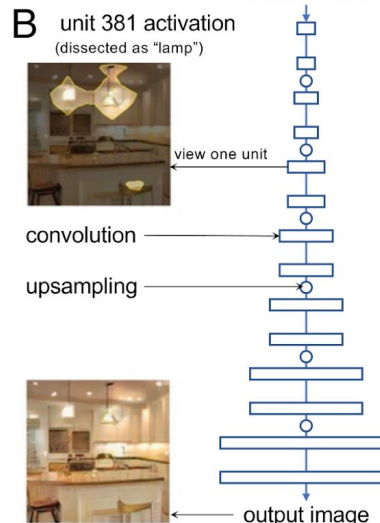 B unit 381 activation
(dissected as “lamp”)
view one unit
convolution
upsampling
output image